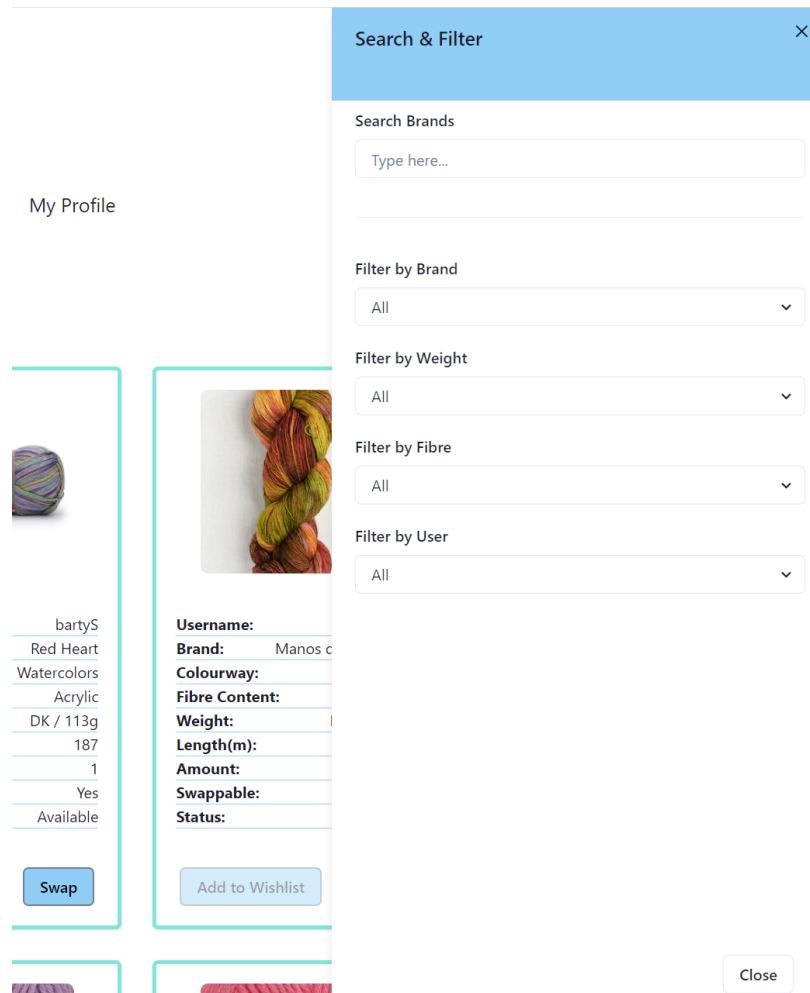 Search & Filter
Search Brands
Type here...
My Profile
Filter by Brand
All
Filter by Weight
All
Filter by Fibre
All
Filter by User
All
bartyS
Red Heart
Watercolors
Acrylic
DK / 113g
187
1
Yes
Available
Swap
Username:
Brand: Manos
Colourway:
Fibre Content:
Weight:
Length(m):
Amount:
Swappable:
Status:
Add to Wishlist
Close